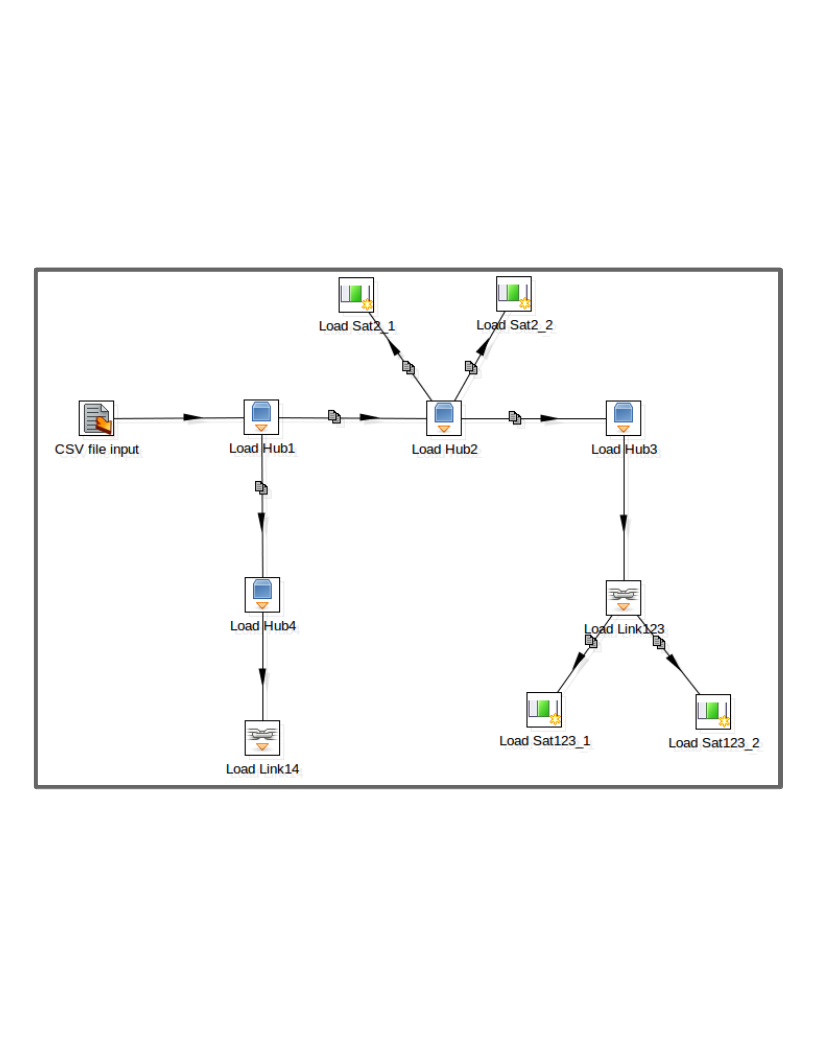 Load Sat2_1
Load Sat2_2
CSV file input
Load Hub1
Load Hub2
Load Hub3
Load Hub4
Load Link123
Load Sat123_1
Load Sat123_2
Load Link14